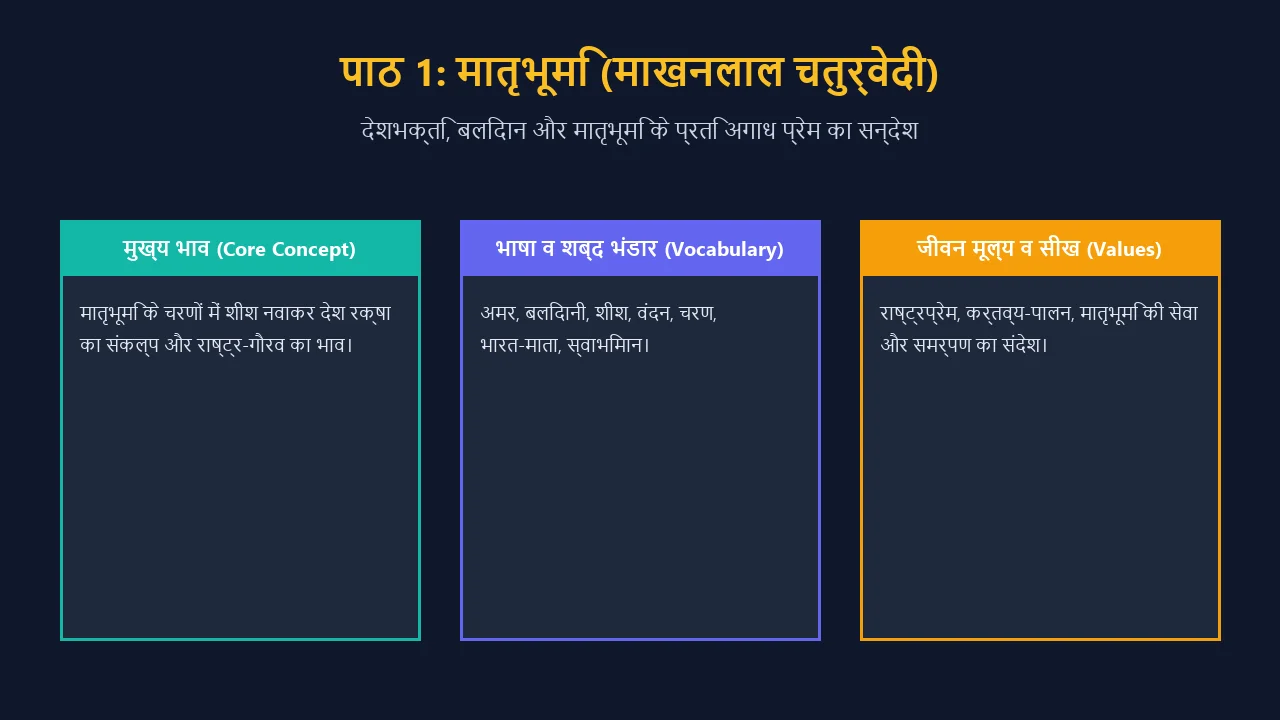 पाठ 1: मातृभूमि (माखनलाल चतुर्वेदी)
देशभक्ति, बलिदान और मातृभूमि के प्रति अगाध प्रेम का सन्देश
मुख्य भाव (Core Concept)
मातृभूमि के चरणों में शीश नवाकर देश रक्षा
का संकल्प और राष्ट्र-गौरव का भाव।
भाषा व शब्द भंडार (Vocabulary)
अमर, बलिदानी, शीश, वंदन, चरण,
भारत-माता, स्वाभिमान।
जीवन मूल्य व सीख (Values)
राष्ट्रप्रेम, कर्तव्य-पालन, मातृभूमि की सेवा
और समर्पण का संदेश।